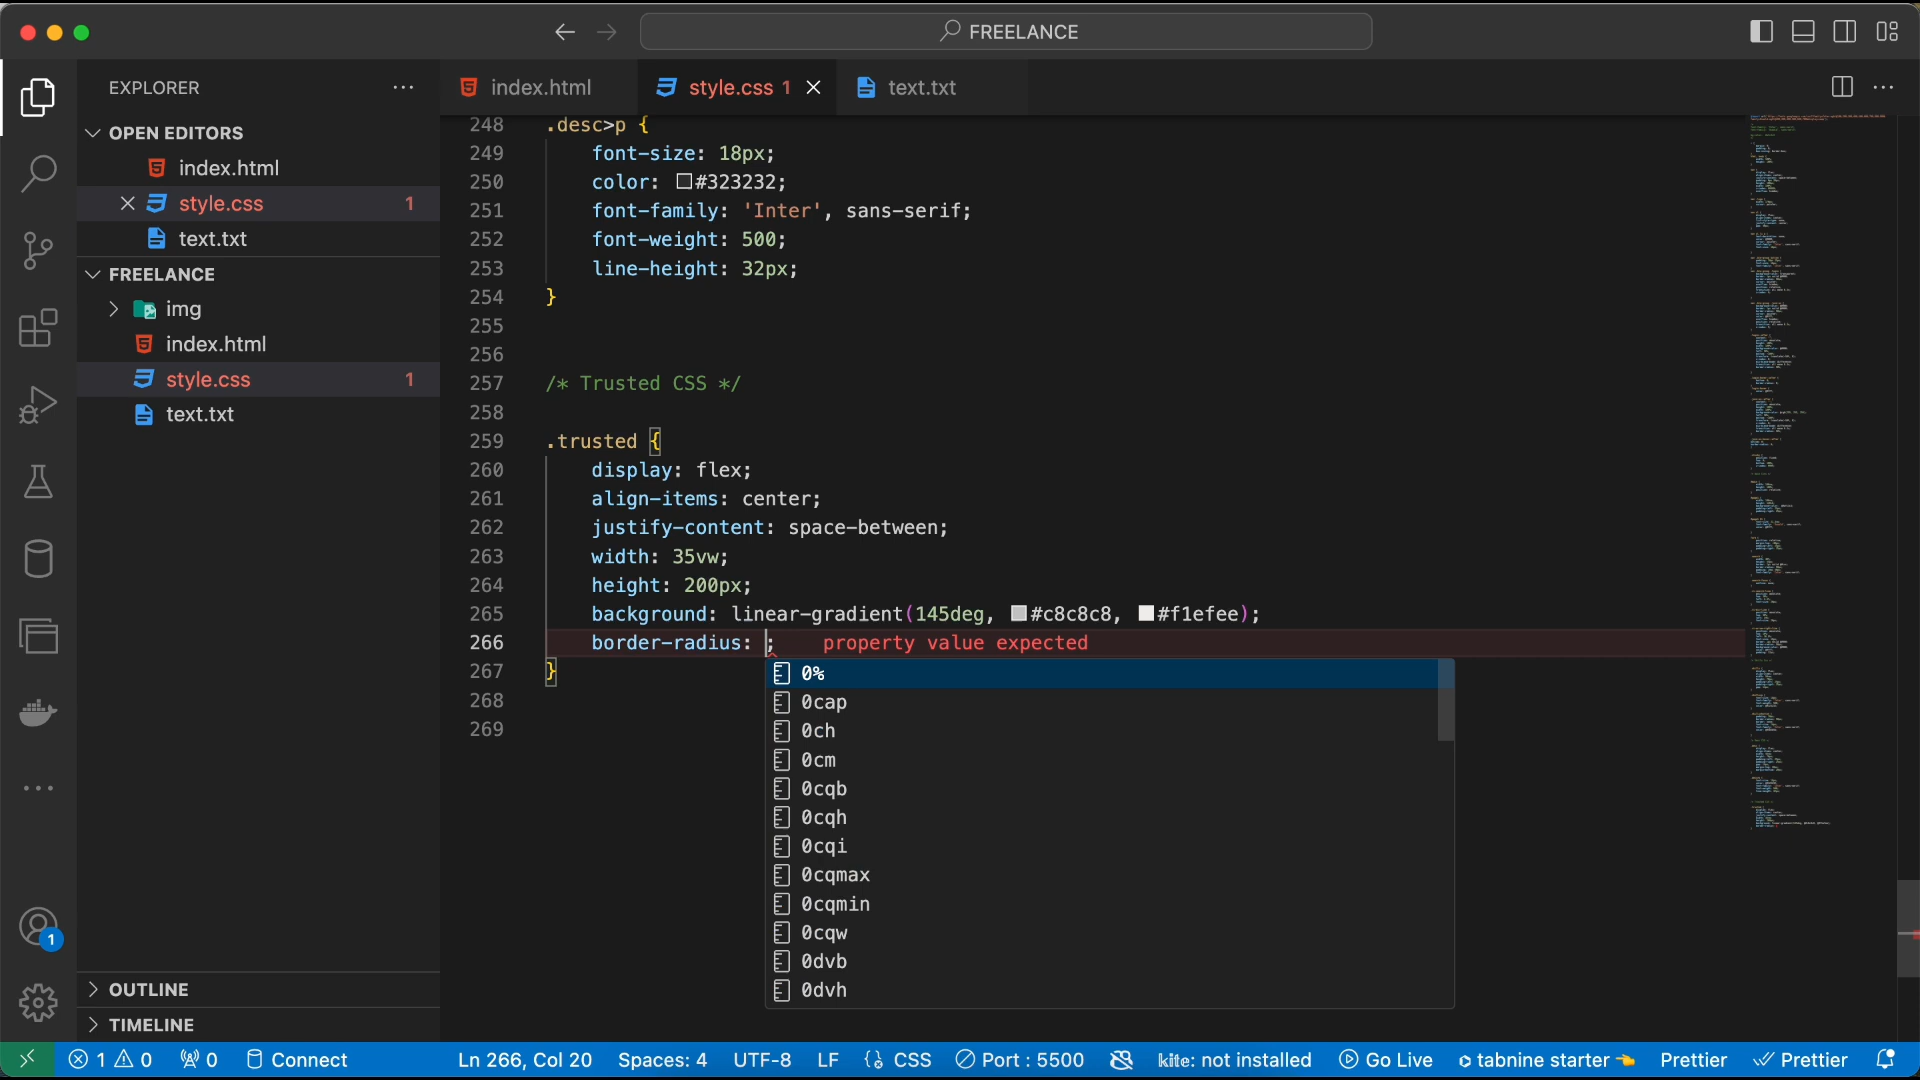 FREELANCE
EXPLORER
OPEN EDITORS
index.html
style.css 1
text.txt
FREELANCE
img
index.html
style.css 1
text.txt
OUTLINE
TIMELINE
index.html
style.css 1
text.txt
248 .desc>p {
249 font-size: 18px;
250 color: #323232;
251 font-family: 'Inter', sans-serif;
252 font-weight: 500;
253 line-height: 32px;
254 }
255
256
257 /* Trusted CSS */
258
259 .trusted {
260 display: flex;
261 align-items: center;
262 justify-content: space-between;
263 width: 35vw;
264 height: 200px;
265 background: linear-gradient(145deg, #c8c8c8, #f1efee);
266 border-radius: ; property value expected
267 }
268
269
0%
0cap
0ch
0cm
0cqb
0cqh
0cqi
0cqmax
0cqmin
0cqw
0dvb
0dvh
1
1 0 0 Connect Ln 266, Col 20 Spaces: 4 UTF-8 LF CSS Port : 5500 kite: not installed Go Live tabnine starter Prettier Prettier